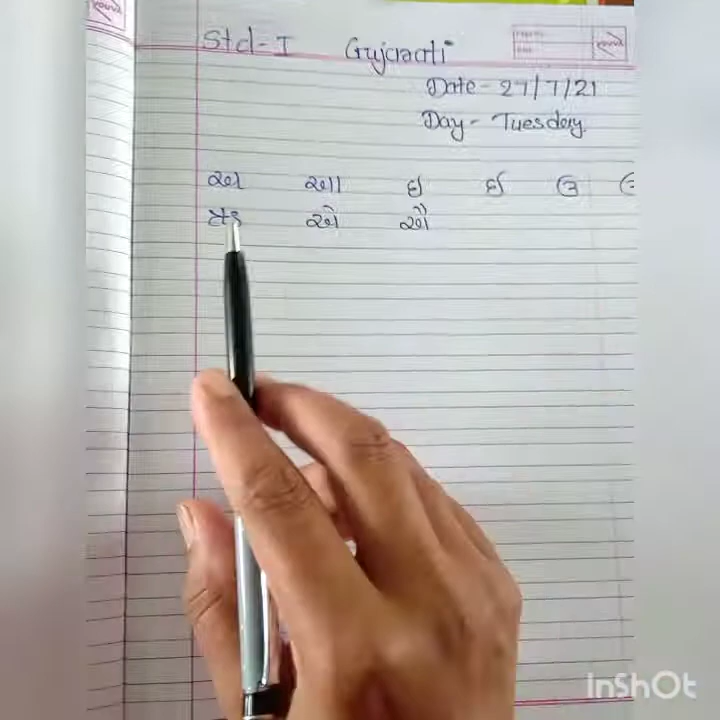 Std-I Gujarati
Date - 27/7/21
Day - Tuesday.
અ આ ઇ ઈ ઉ
ઋ એ ઐ
InShOt